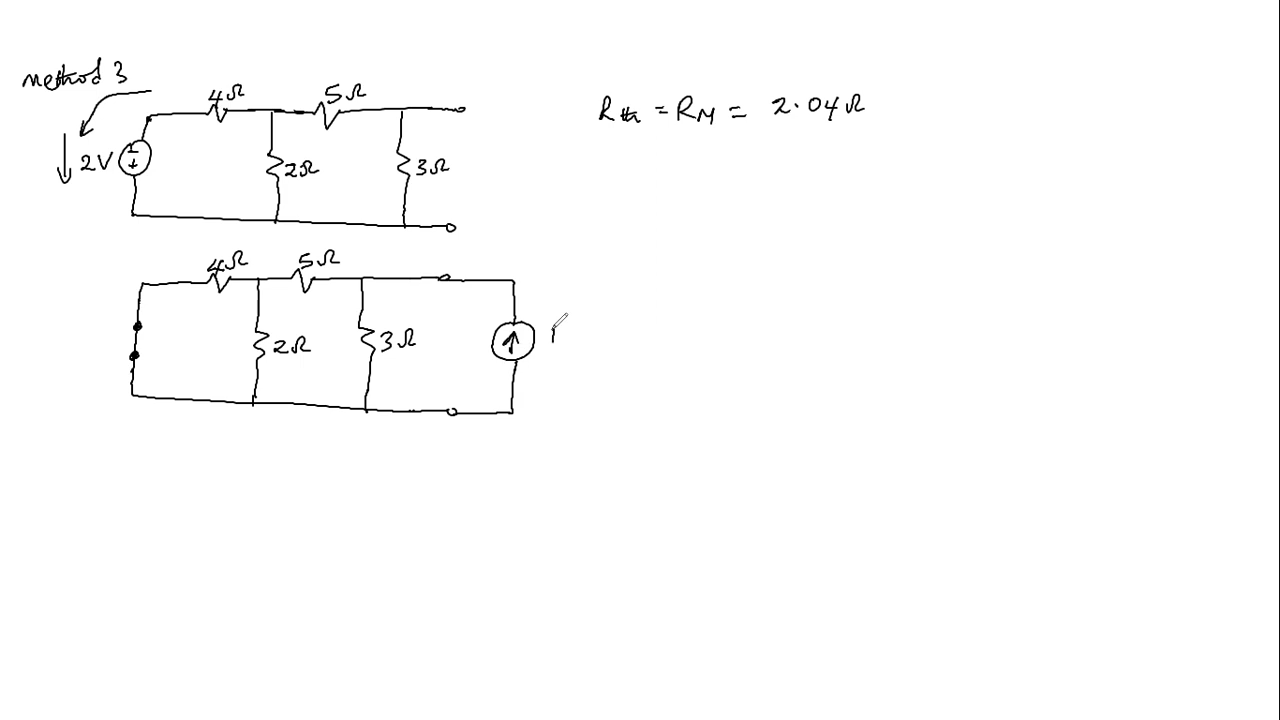 method 3
4Ω 5Ω
2V 2Ω 3Ω
Rth = RN = 2.04Ω
4Ω 5Ω
2Ω 3Ω